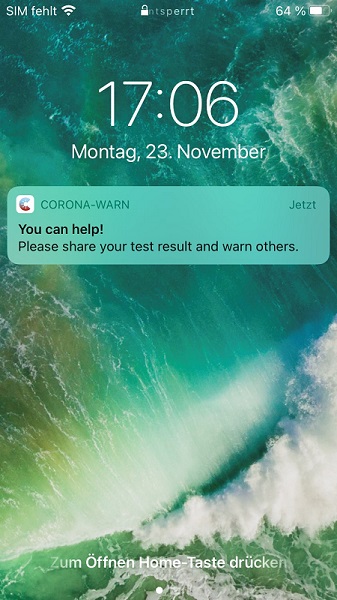 SIM fehlt
entsperrt
64 %
17:06
Montag, 23. November
CORONA-WARN
Jetzt
You can help!
Please share your test result and warn others.
Zum Öffnen Home-Taste drücken